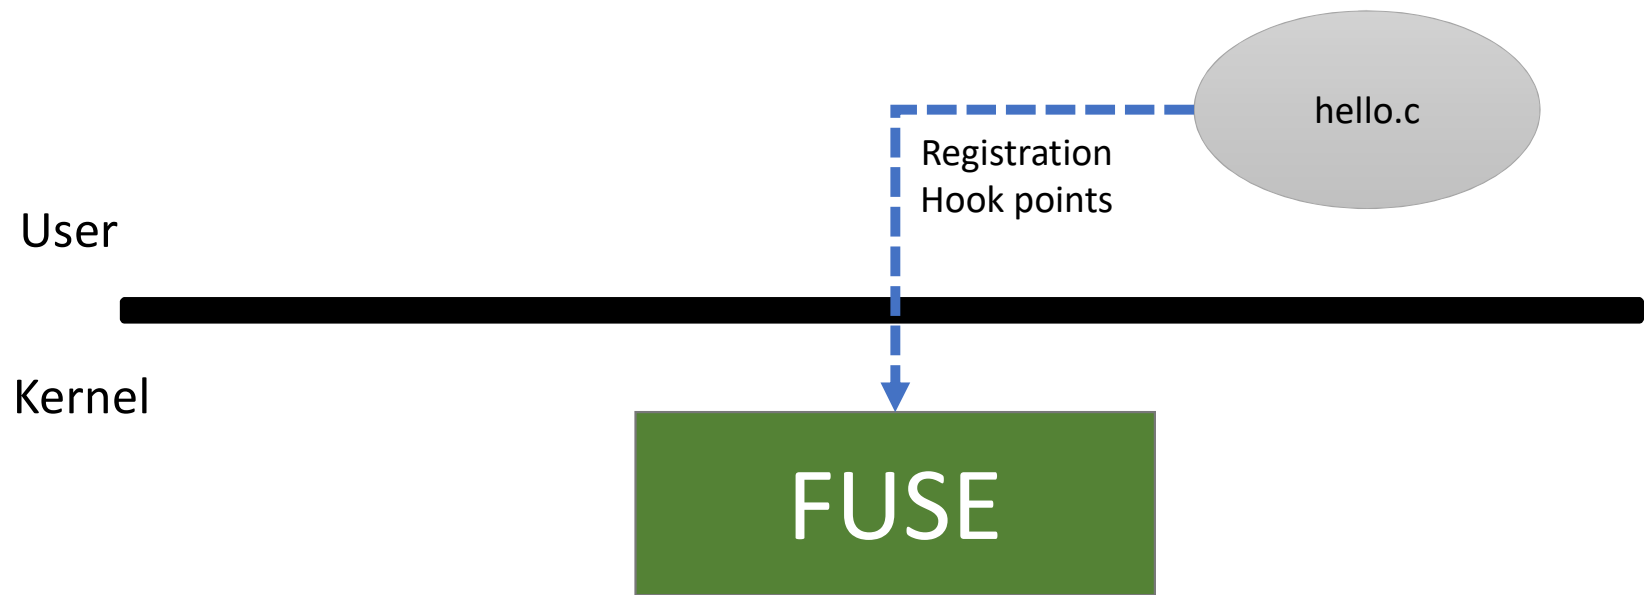 hello.c
Registration
Hook points
User
Kernel
FUSE